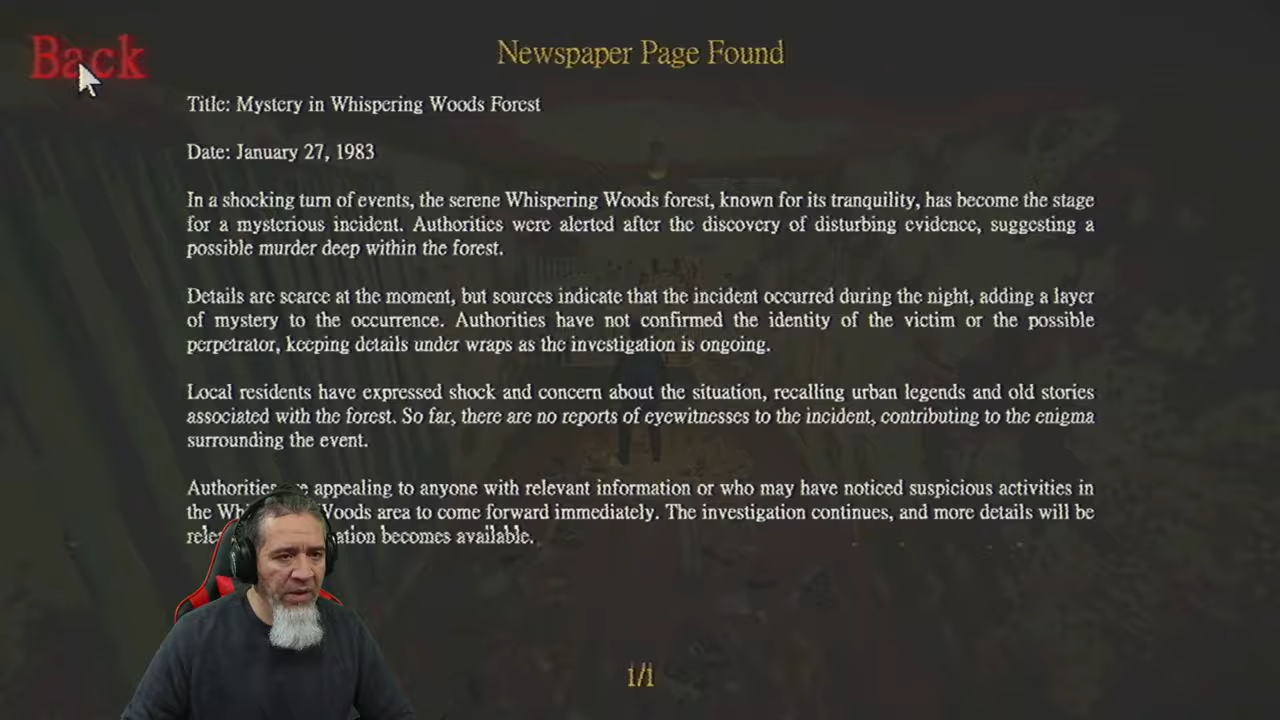 Back
Newspaper Page Found
Title: Mystery in Whispering Woods Forest
Date: January 27, 1983
In a shocking turn of events, the serene Whispering Woods forest, known for its tranquility, has become the stage
for a mysterious incident. Authorities were alerted after the discovery of disturbing evidence, suggesting a
possible murder deep within the forest.
Details are scarce at the moment, but sources indicate that the incident occurred during the night, adding a layer
of mystery to the occurrence. Authorities have not confirmed the identity of the victim or the possible
perpetrator, keeping details under wraps as the investigation is ongoing.
Local residents have expressed shock and concern about the situation, recalling urban legends and old stories
associated with the forest. So far, there are no reports of eyewitnesses to the incident, contributing to the enigma
surrounding the event.
Authorities appealing to anyone with relevant information or who may have noticed suspicious activities in
the Woods area to come forward immediately. The investigation continues, and more details will be
becomes available.
1/1